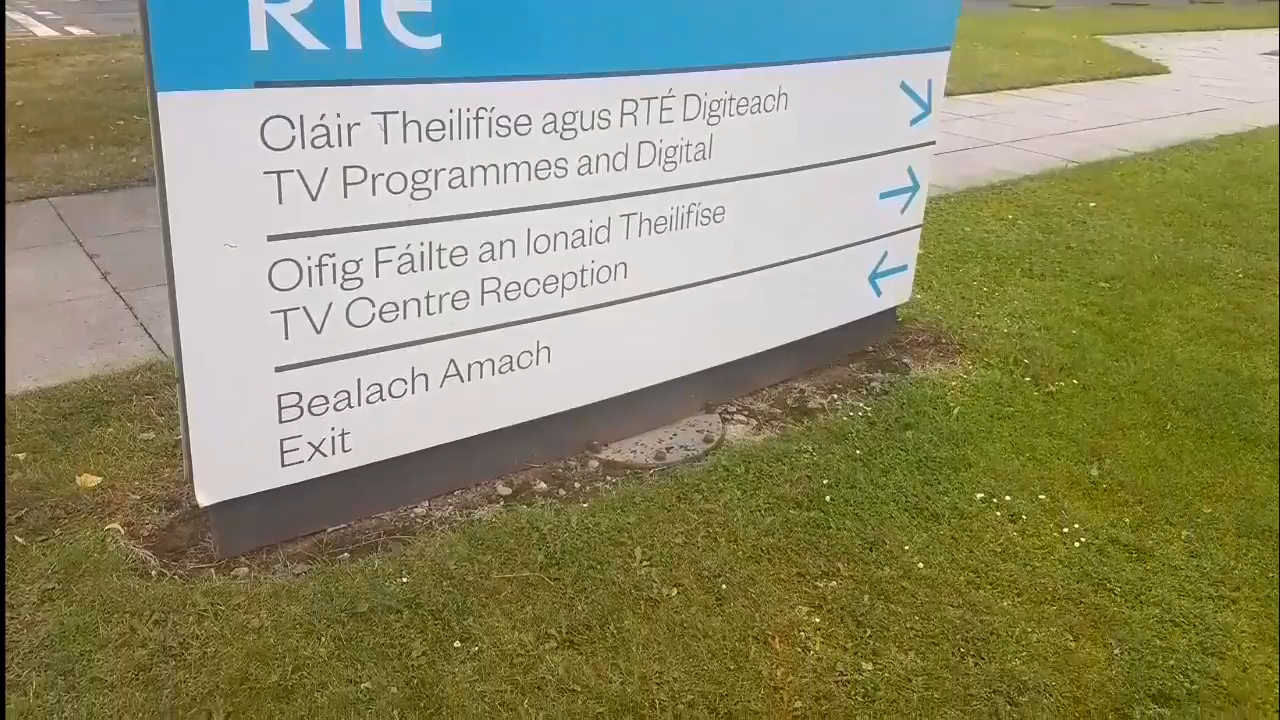 RTÉ
Cláir Theilifíse agus RTÉ Digiteach
TV Programmes and Digital
Oifig Fáilte an Ionaid Theilifíse
TV Centre Reception
Bealach Amach
Exit